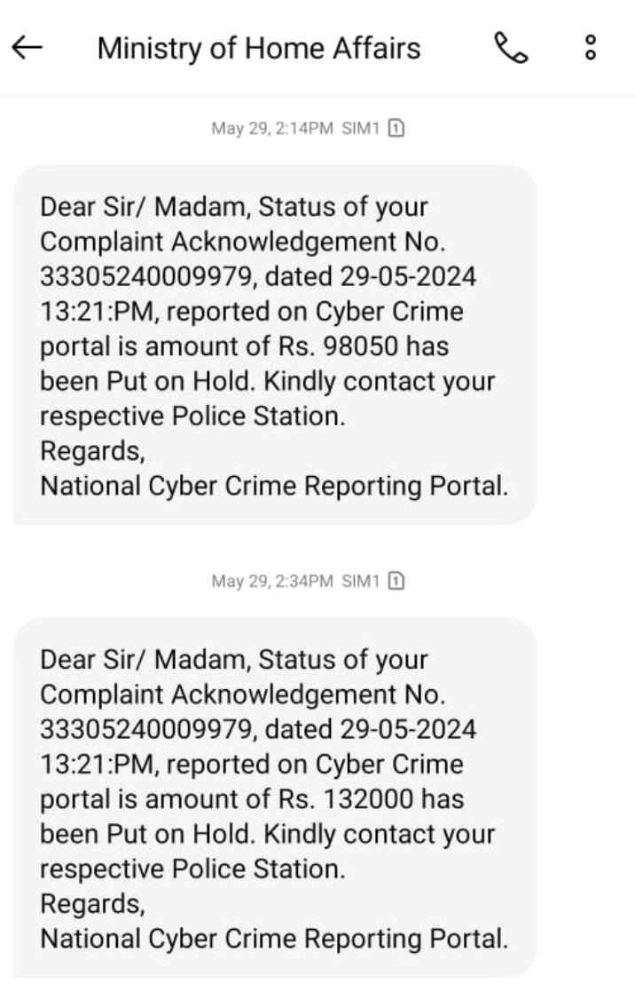 Ministry of Home Affairs
May 29, 2:14PM SIM1 1
Dear Sir/ Madam, Status of your
Complaint Acknowledgement No.
33305240009979, dated 29-05-2024
13:21:PM, reported on Cyber Crime
portal is amount of Rs. 98050 has
been Put on Hold. Kindly contact your
respective Police Station.
Regards,
National Cyber Crime Reporting Portal.
May 29, 2:34PM SIM1 1
Dear Sir/ Madam, Status of your
Complaint Acknowledgement No.
33305240009979, dated 29-05-2024
13:21:PM, reported on Cyber Crime
portal is amount of Rs. 132000 has
been Put on Hold. Kindly contact your
respective Police Station.
Regards,
National Cyber Crime Reporting Portal.